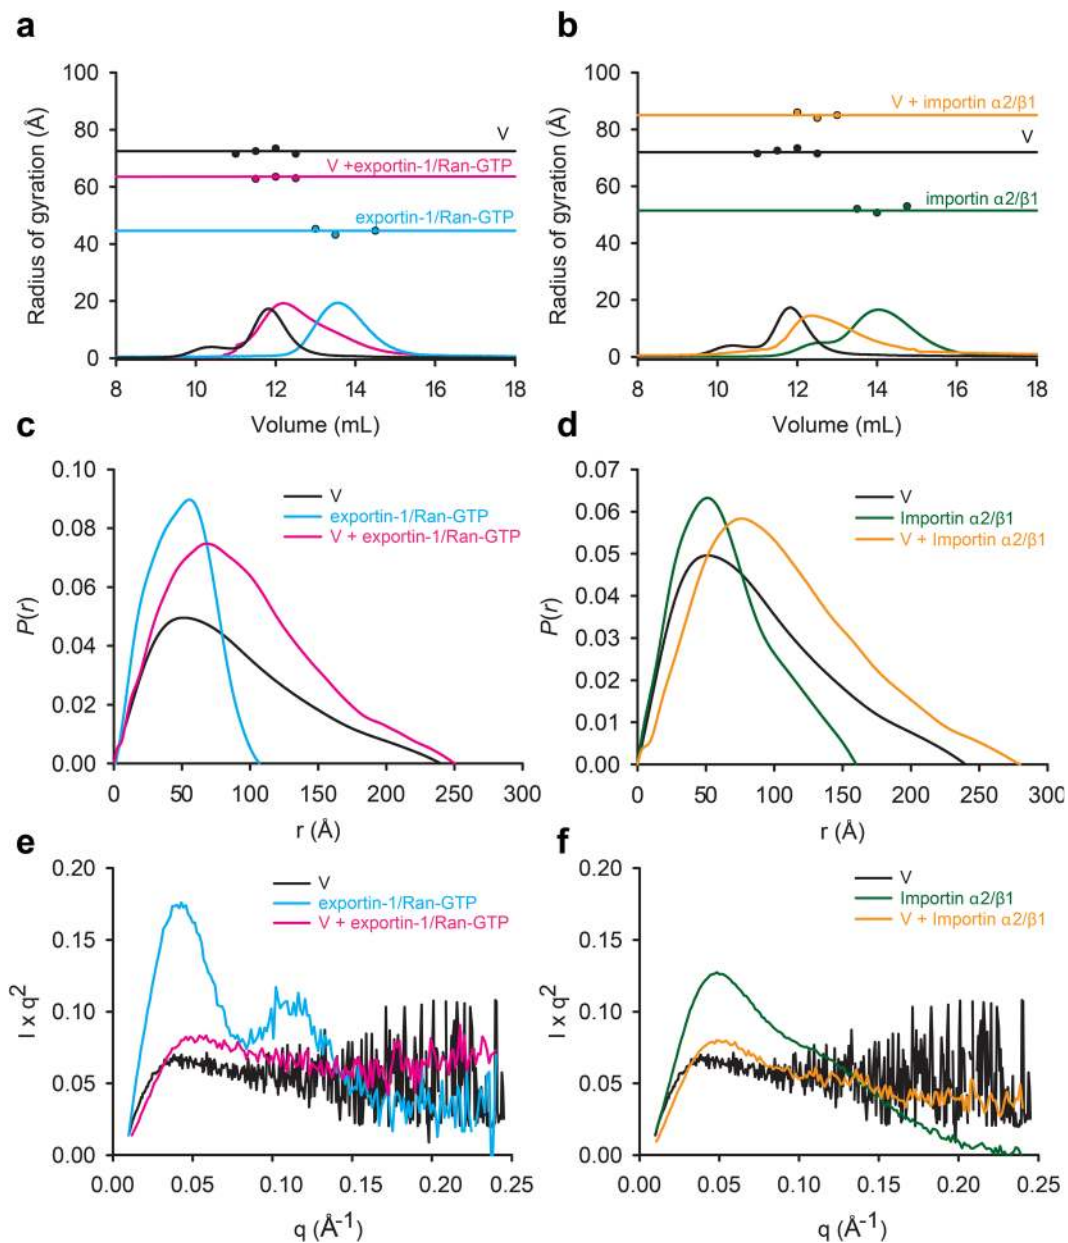 a
b
100
80
60
40
20
0
Radius of gyration (Å)
V
V +exportin-1/Ran-GTP
exportin-1/Ran-GTP
8 10 12 14 16 18
Volume (mL)
100
80
60
40
20
0
Radius of gyration (Å)
V + importin α2/β1
V
importin α2/β1
8 10 12 14 16 18
Volume (mL)
c
d
0.10
0.08
0.06
0.04
0.02
0.00
P(r)
V
exportin-1/Ran-GTP
V + exportin-1/Ran-GTP
0 50 100 150 200 250 300
r (Å)
0.07
0.06
0.05
0.04
0.03
0.02
0.01
0.00
P(r)
V
Importin α2/β1
V + Importin α2/β1
0 50 100 150 200 250 300
r (Å)
e
f
0.20
0.15
0.10
0.05
0.00
I x q²
V
exportin-1/Ran-GTP
V + exportin-1/Ran-GTP
0.00 0.05 0.10 0.15 0.20 0.25
q (Å⁻¹)
0.20
0.15
0.10
0.05
0.00
I x q²
V
Importin α2/β1
V + Importin α2/β1
0.00 0.05 0.10 0.15 0.20 0.25
q (Å⁻¹)